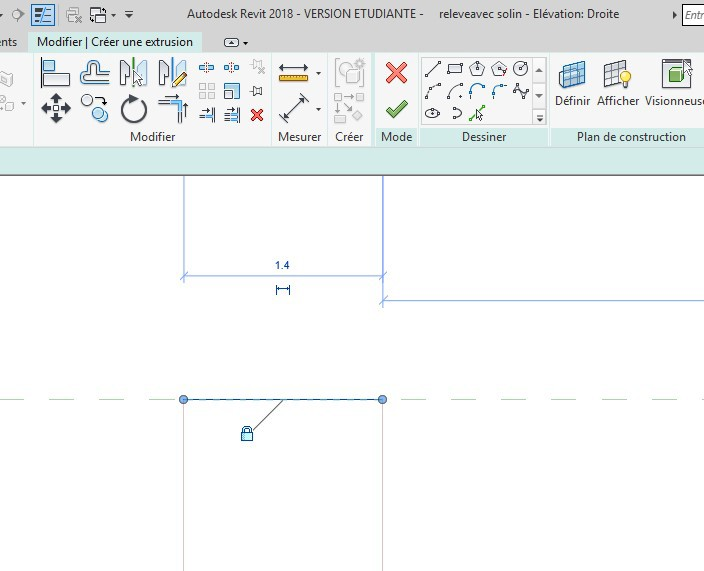 Autodesk Revit 2018 - VERSION ETUDIANTE - releveavec solin - Elévation: Droite
Entr
ents Modifier | Créer une extrusion
Définir Afficher Visionneuse
Modifier Mesurer Créer Mode Dessiner Plan de construction
1.4